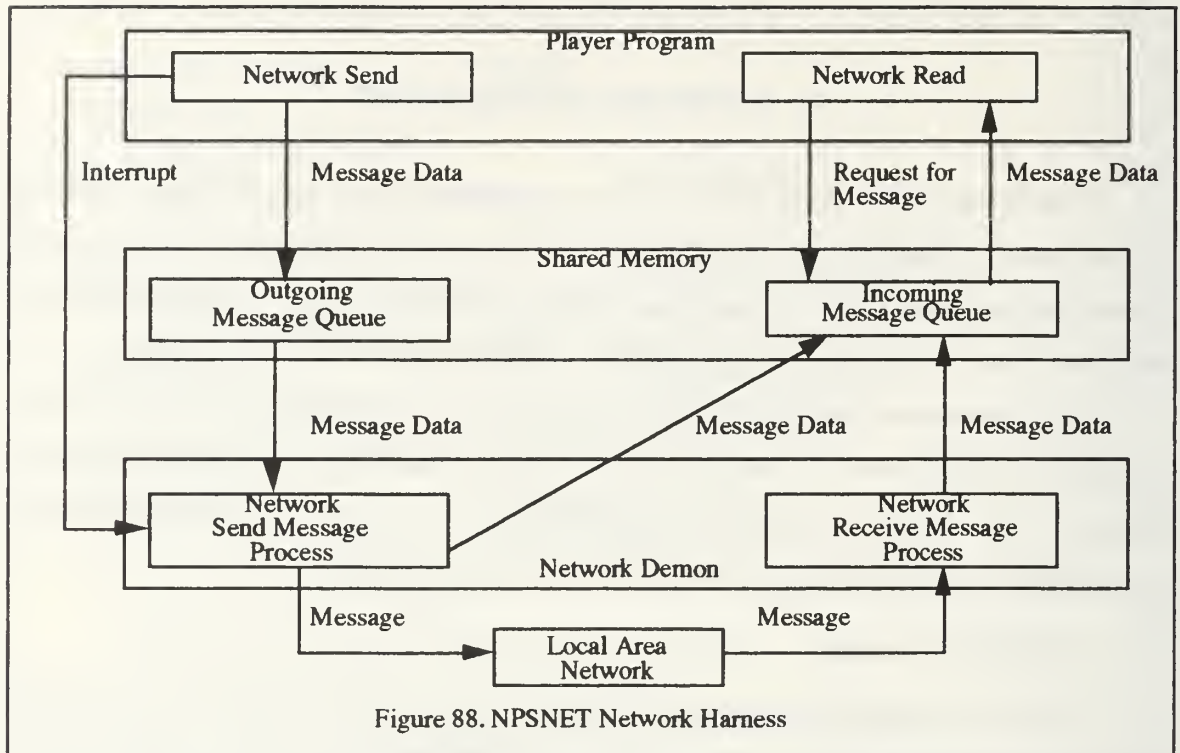 Player Program
Network Send
Network Read
Interrupt
Message Data
Request for
Message
Message Data
Shared Memory
Outgoing
Message Queue
Incoming
Message Queue
Message Data
Message Data
Message Data
Network
Send Message
Process
Network
Receive Message
Process
Network Demon
Message
Message
Local Area
Network
Figure 88. NPSNET Network Harness